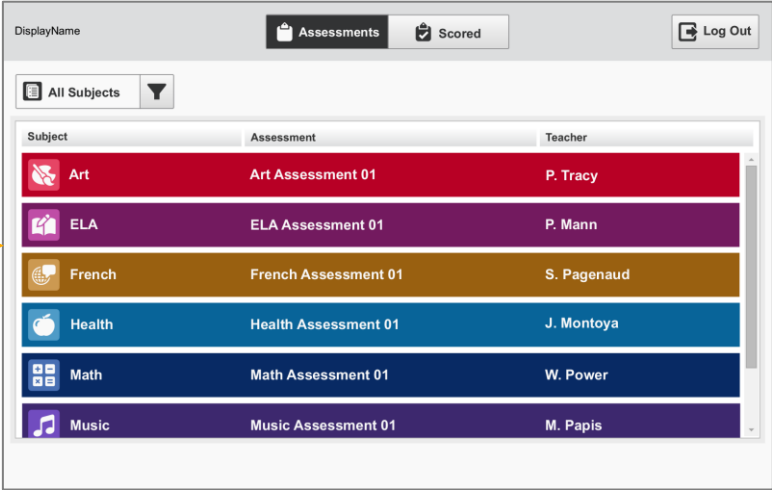 DisplayName
Assessments
Scored
Log Out
All Subjects
Subject Assessment Teacher
Art Art Assessment 01 P. Tracy
ELA ELA Assessment 01 P. Mann
French French Assessment 01 S. Pagenaud
Health Health Assessment 01 J. Montoya
Math Math Assessment 01 W. Power
Music Music Assessment 01 M. Papis